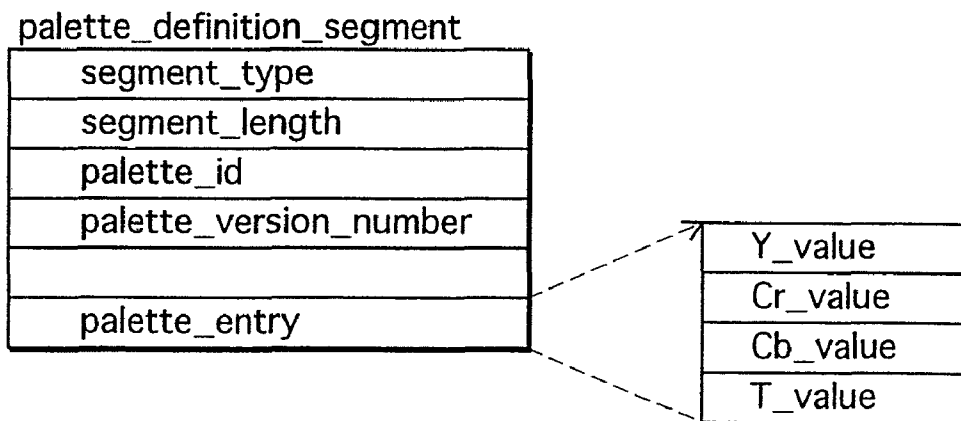 palette_definition_segment
segment_type
segment_length
palette_id
palette_version_number
palette_entry
Y_value
Cr_value
Cb_value
T_value